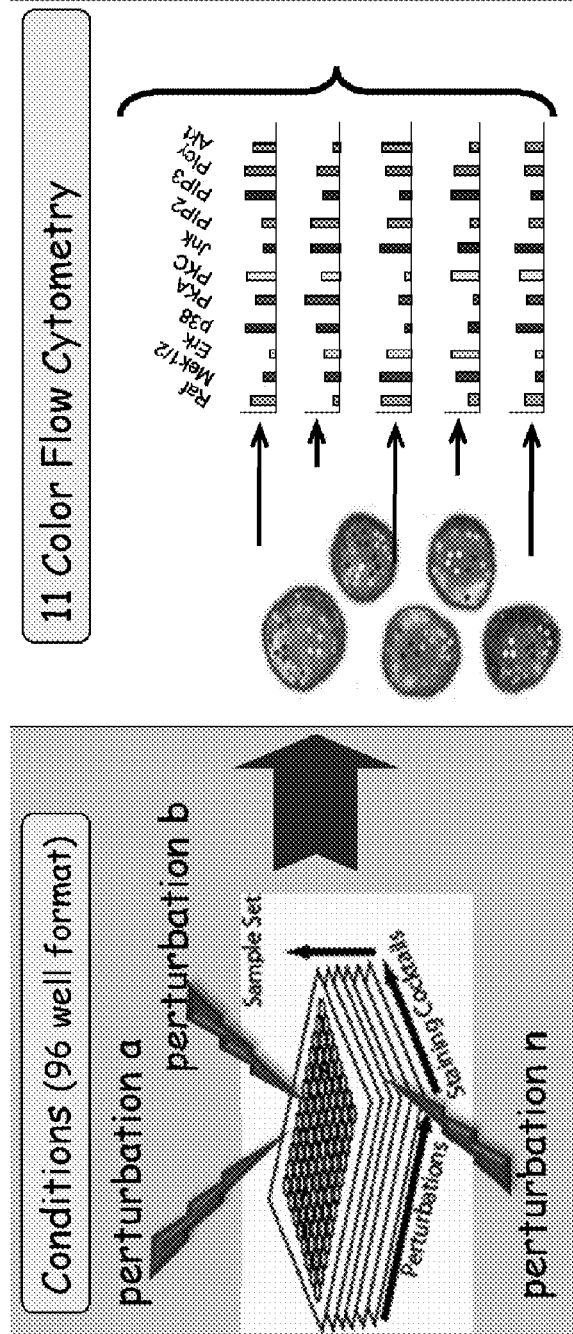 Conditions (96 well format)
perturbation a
perturbation b
Sample Set
Staining Cocktails
Perturbations
perturbation n
11 Color Flow Cytometry
Raf
Mek1/2
Erk
p38
PKA
PKC
Jnk
PIP2
PIP3
Plcγ
Akt